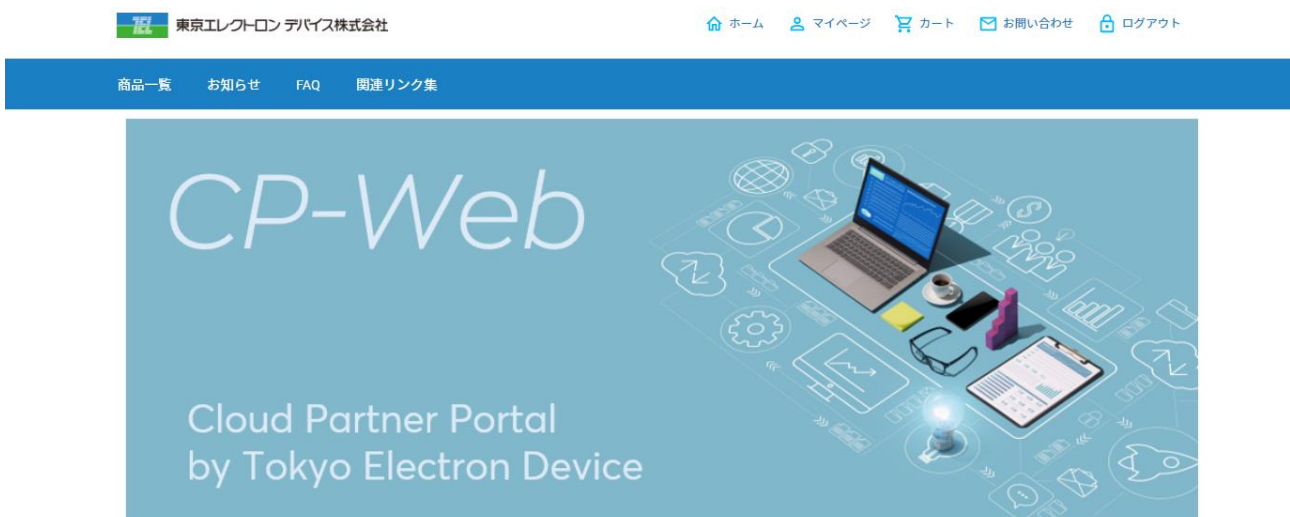 TEL 東京エレクトロン デバイス株式会社
ホーム マイページ カート お問い合わせ ログアウト
商品一覧 お知らせ FAQ 関連リンク集
CP-Web
Cloud Partner Portal
by Tokyo Electron Device